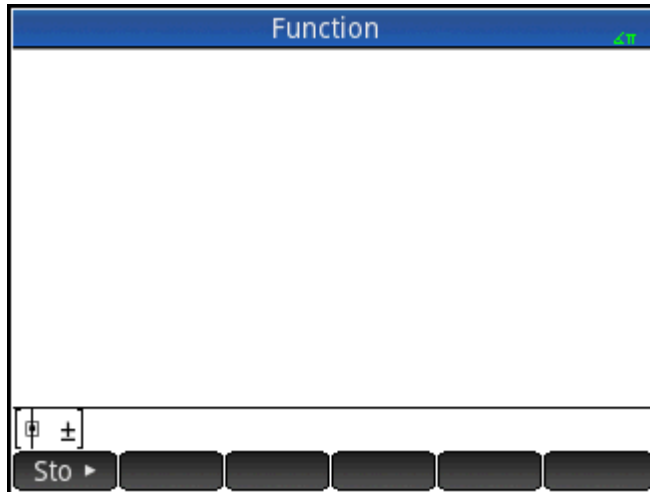 Function
∡π
[ ±]
Sto ►